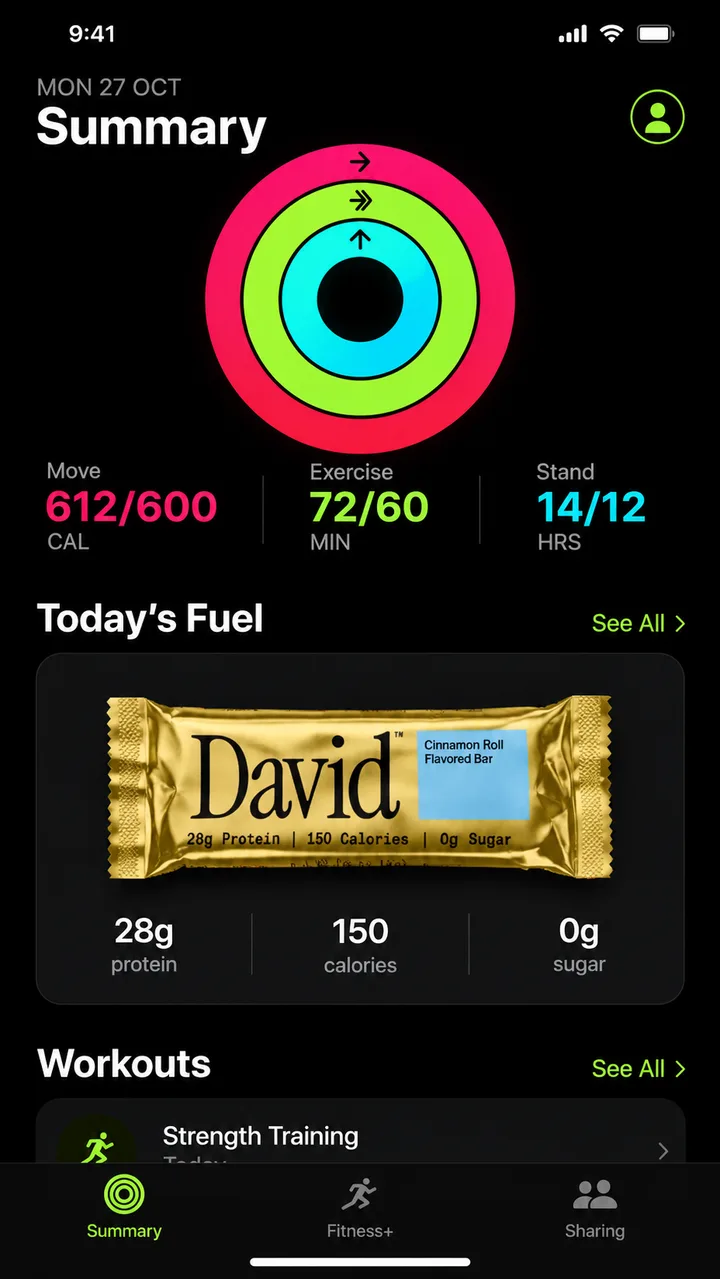 9:41
MON 27 OCT
Summary
Move
612/600
CAL
Exercise
72/60
MIN
Stand
14/12
HRS
Today's Fuel
See All
David™
Cinnamon Roll
Flavored Bar
28g Protein | 150 Calories | 0g Sugar
28g
protein
150
calories
0g
sugar
Workouts
See All
Strength Training
Today
Summary
Fitness+
Sharing